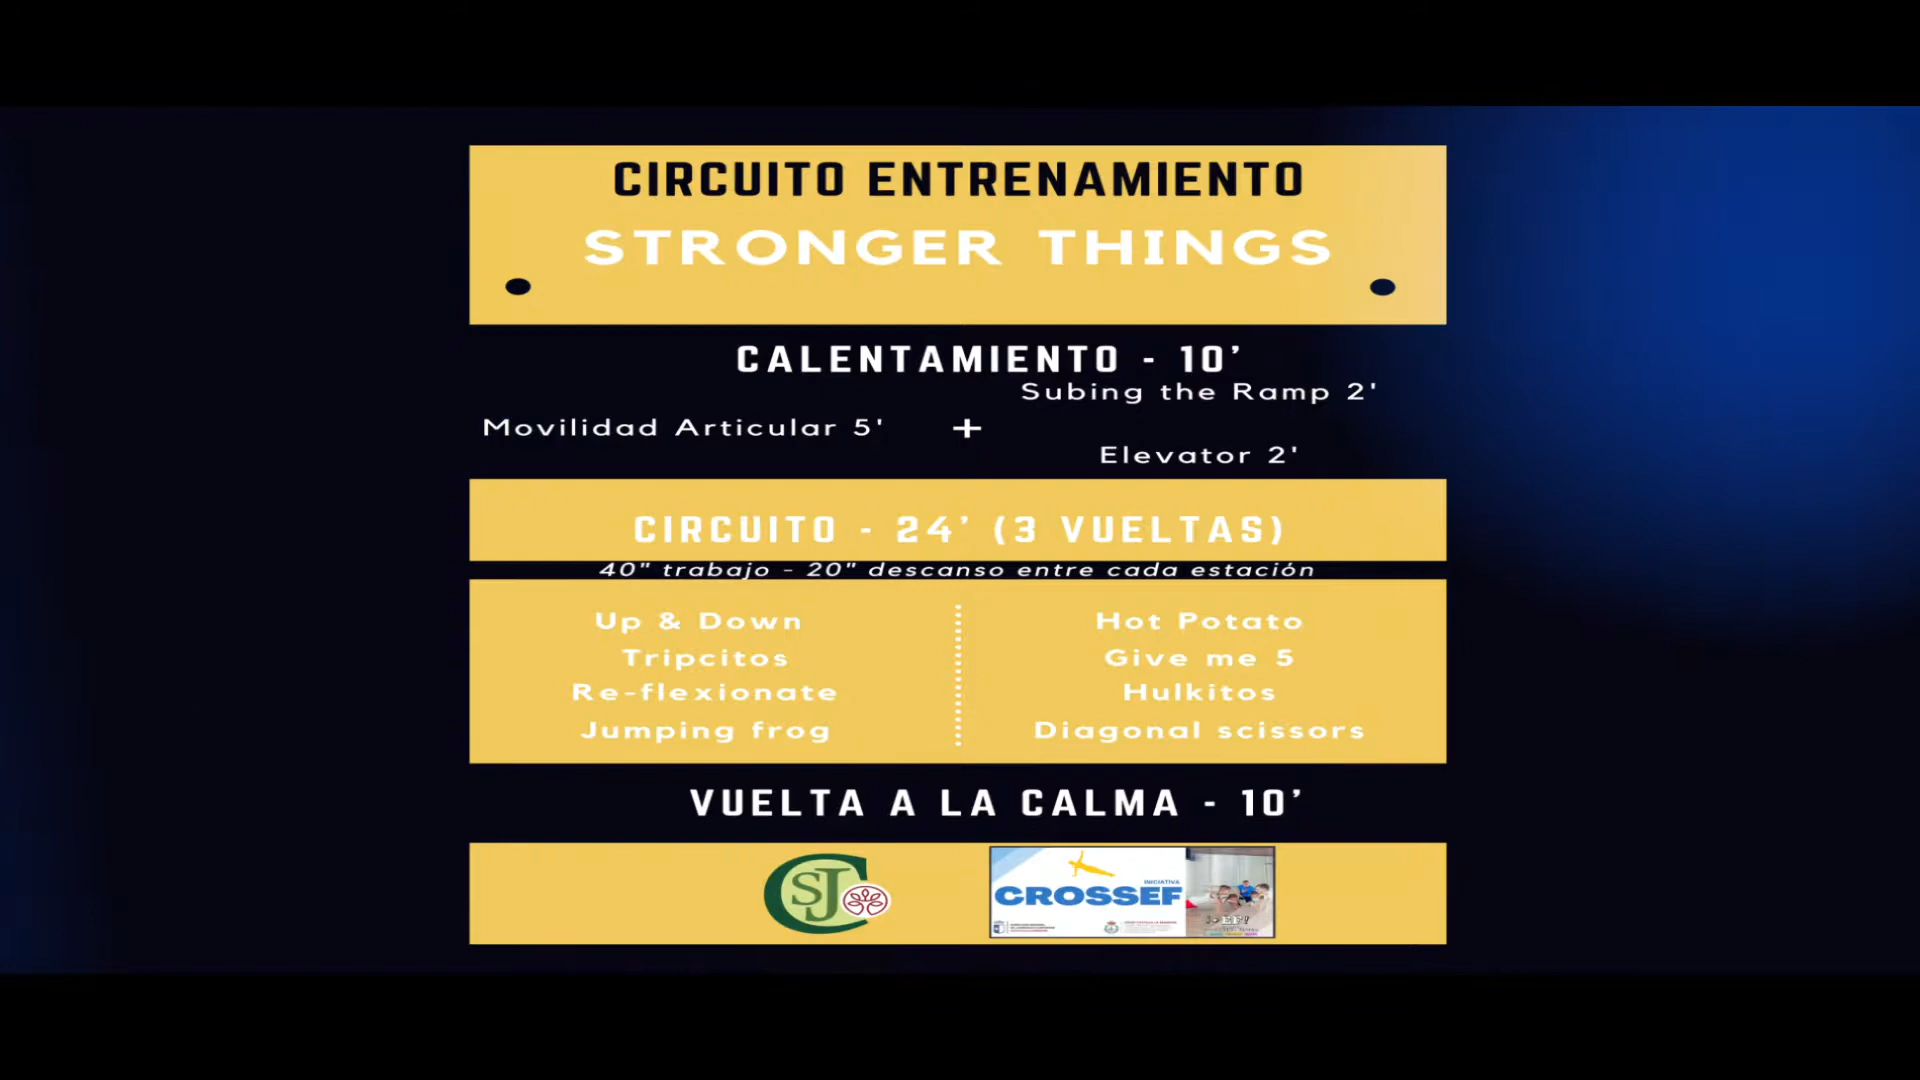 CIRCUITO ENTRENAMIENTO
STRONGER THINGS
CALENTAMIENTO - 10'
Subing the Ramp 2'
Movilidad Articular 5' +
Elevator 2'
CIRCUITO - 24' (3 VUELTAS)
40" trabajo - 20" descanso entre cada estación
Up & Down
Tripcitos
Re-flexionate
Jumping frog
Hot Potato
Give me 5
Hulkitos
Diagonal scissors
VUELTA A LA CALMA - 10'
CSJ
INICIATIVA
CROSSEF